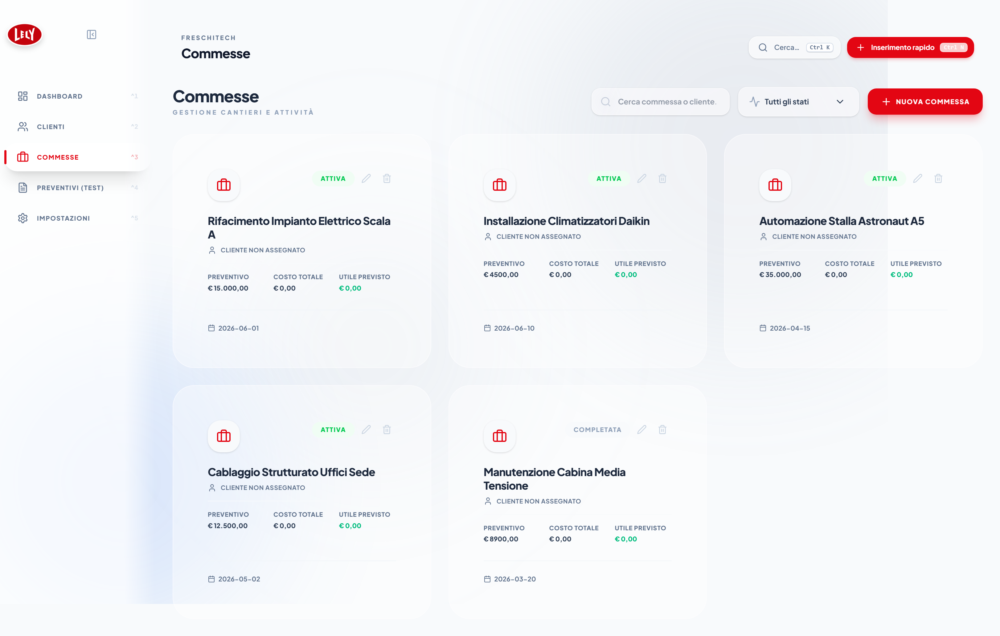 LELY
FRESCHITECH
Commesse
Cerca... Ctrl K
Inserimento rapido Ctrl N
DASHBOARD ^1
CLIENTI ^2
COMMESSE ^3
PREVENTIVI (TEST) ^4
IMPOSTAZIONI ^5
Commesse
GESTIONE CANTIERI E ATTIVITÀ
Cerca commessa o cliente.
Tutti gli stati
NUOVA COMMESSA
ATTIVA
Rifacimento Impianto Elettrico Scala
A
CLIENTE NON ASSEGNATO
PREVENTIVO COSTO TOTALE UTILE PREVISTO
€ 15.000,00 € 0,00 € 0,00
2026-06-01
ATTIVA
Installazione Climatizzatori Daikin
CLIENTE NON ASSEGNATO
PREVENTIVO COSTO TOTALE UTILE PREVISTO
€ 4500,00 € 0,00 € 0,00
2026-06-10
ATTIVA
Automazione Stalla Astronaut A5
CLIENTE NON ASSEGNATO
PREVENTIVO COSTO TOTALE UTILE PREVISTO
€ 35.000,00 € 0,00 € 0,00
2026-04-15
ATTIVA
Cablaggio Strutturato Uffici Sede
CLIENTE NON ASSEGNATO
PREVENTIVO COSTO TOTALE UTILE PREVISTO
€ 12.500,00 € 0,00 € 0,00
2026-05-02
COMPLETATA
Manutenzione Cabina Media
Tensione
CLIENTE NON ASSEGNATO
PREVENTIVO COSTO TOTALE UTILE PREVISTO
€ 8900,00 € 0,00 € 0,00
2026-03-20